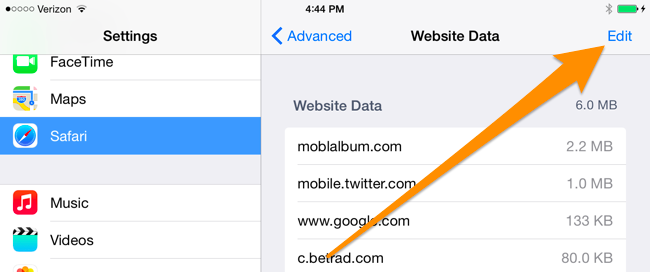 Verizon 4:44 PM
Settings
Advanced Website Data Edit
FaceTime
Maps
Safari
Music
Videos
Website Data 6.0 MB
moblalbum.com 2.2 MB
mobile.twitter.com 1.0 MB
www.google.com 133 KB
c.betrad.com 80.0 KB